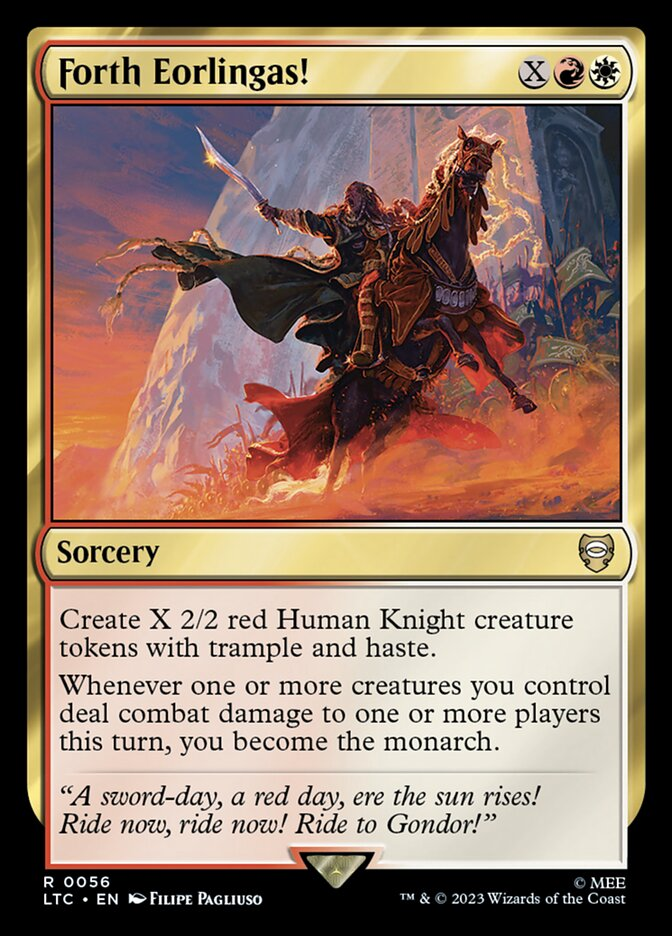 Forth Eorlingas! X
Sorcery
Create X 2/2 red Human Knight creature
tokens with trample and haste.
Whenever one or more creatures you control
deal combat damage to one or more players
this turn, you become the monarch.
“A sword-day, a red day, ere the sun rises!
Ride now, ride now! Ride to Gondor!”
R 0056
LTC • EN Filipe Pagliuso
© MEE
™ & © 2023 Wizards of the Coast